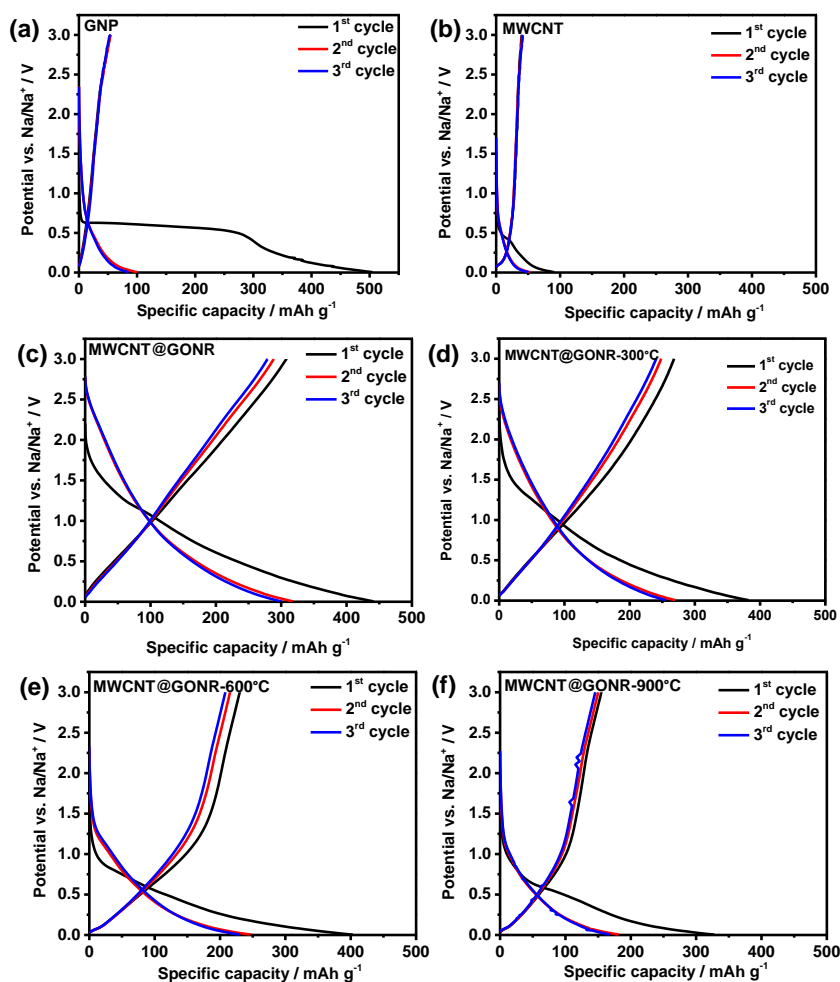 (a)
GNP
1st cycle
2nd cycle
3rd cycle
3.0
2.5
2.0
1.5
1.0
0.5
0.0
0 100 200 300 400 500
Potential vs. Na/Na+ / V
Specific capacity / mAh g-1
(b)
MWCNT
1st cycle
2nd cycle
3rd cycle
3.0
2.5
2.0
1.5
1.0
0.5
0.0
0 100 200 300 400 500
Potential vs. Na/Na+ / V
Specific capacity / mAh g-1
(c)
MWCNT@GONR
1st cycle
2nd cycle
3rd cycle
3.0
2.5
2.0
1.5
1.0
0.5
0.0
0 100 200 300 400 500
Potential vs. Na/Na+ / V
Specific capacity / mAh g-1
(d)
MWCNT@GONR-300°C
1st cycle
2nd cycle
3rd cycle
3.0
2.5
2.0
1.5
1.0
0.5
0.0
0 100 200 300 400 500
Potential vs. Na/Na+ / V
Specific capacity / mAh g-1
(e)
MWCNT@GONR-600°C
1st cycle
2nd cycle
3rd cycle
3.0
2.5
2.0
1.5
1.0
0.5
0.0
0 100 200 300 400 500
Potential vs. Na/Na+ / V
Specific capacity / mAh g-1
(f)
MWCNT@GONR-900°C
1st cycle
2nd cycle
3rd cycle
3.0
2.5
2.0
1.5
1.0
0.5
0.0
0 100 200 300 400 500
Potential vs. Na/Na+ / V
Specific capacity / mAh g-1